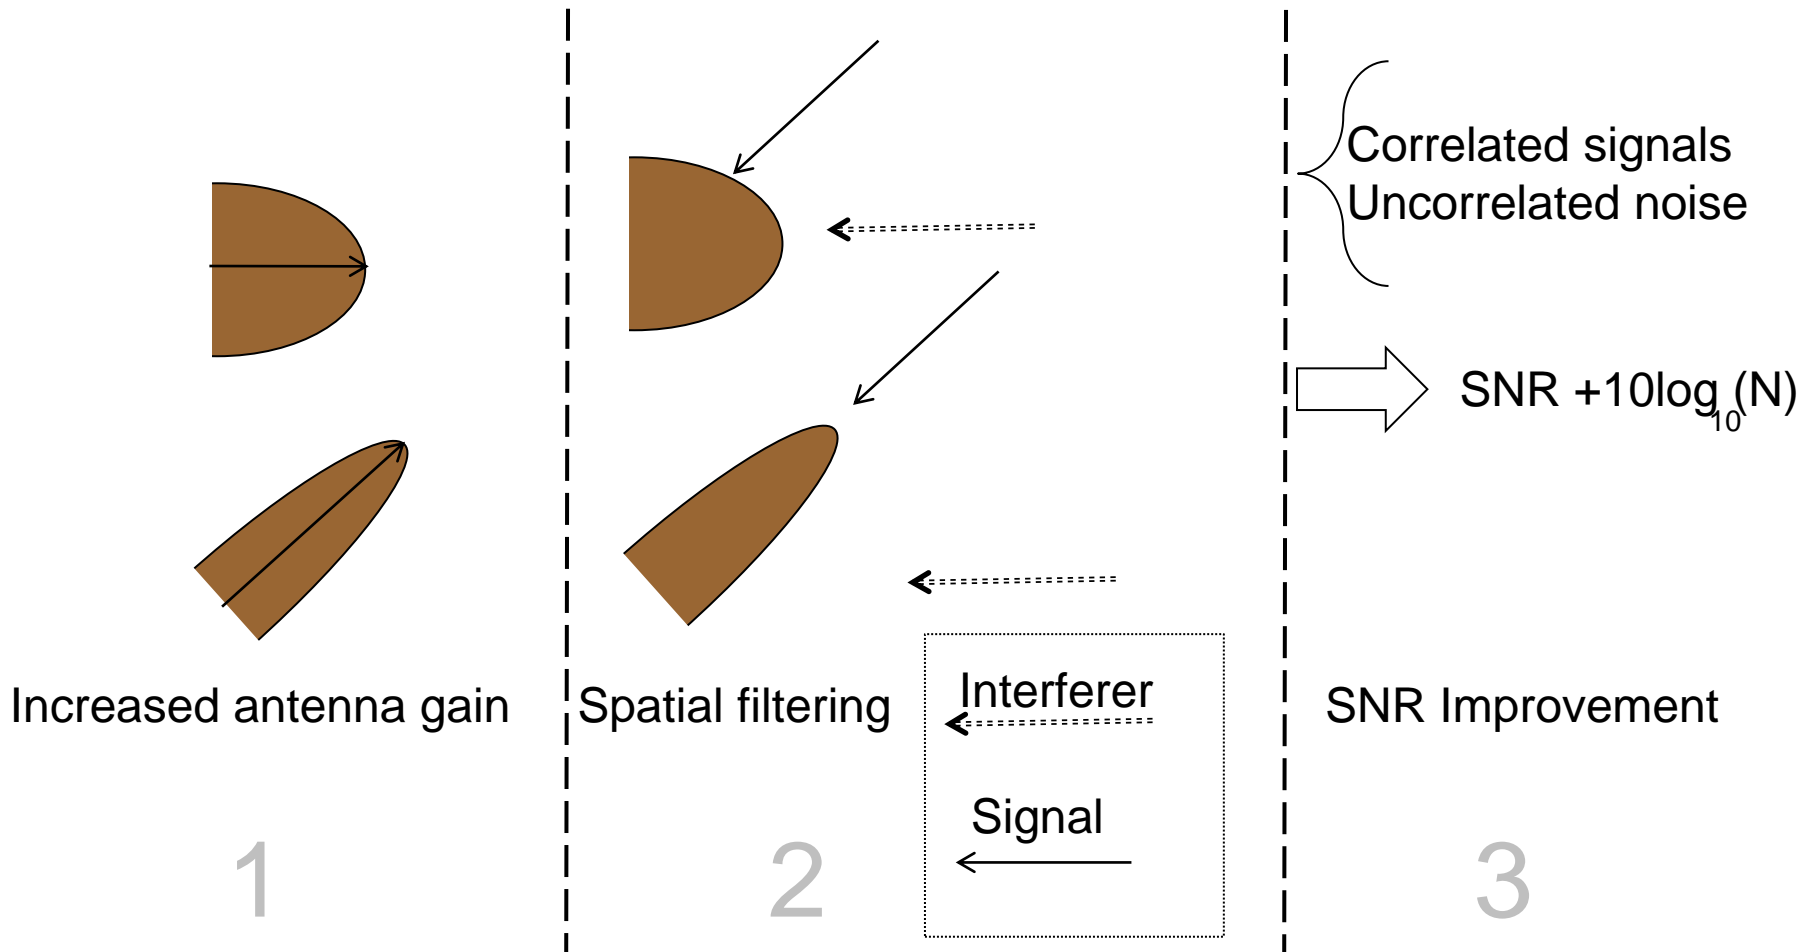 Increased antenna gain
1
Spatial filtering
Interferer
Signal
2
Correlated signals
Uncorrelated noise
SNR +10log10(N)
SNR Improvement
3